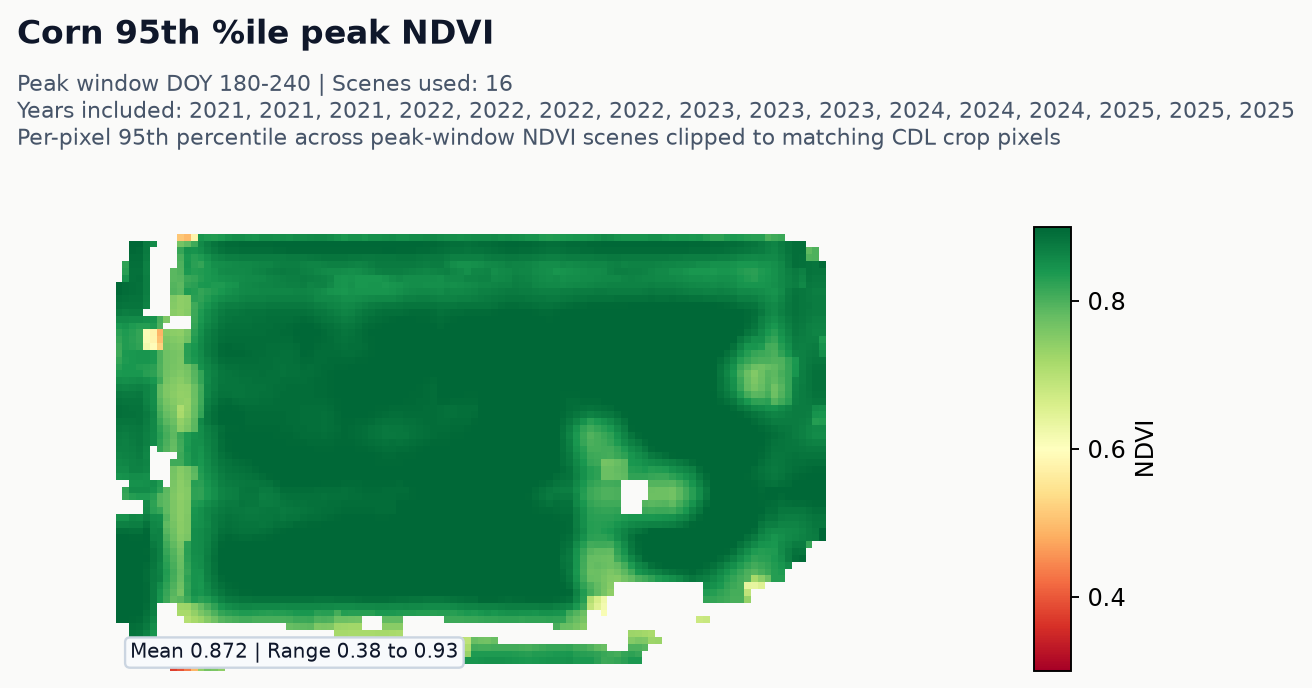 Corn 95th %ile peak NDVI
Peak window DOY 180-240 | Scenes used: 16
Years included: 2021, 2021, 2021, 2022, 2022, 2022, 2022, 2023, 2023, 2023, 2024, 2024, 2024, 2025, 2025, 2025
Per-pixel 95th percentile across peak-window NDVI scenes clipped to matching CDL crop pixels
0.8
0.6
NDVI
0.4
Mean 0.872 | Range 0.38 to 0.93